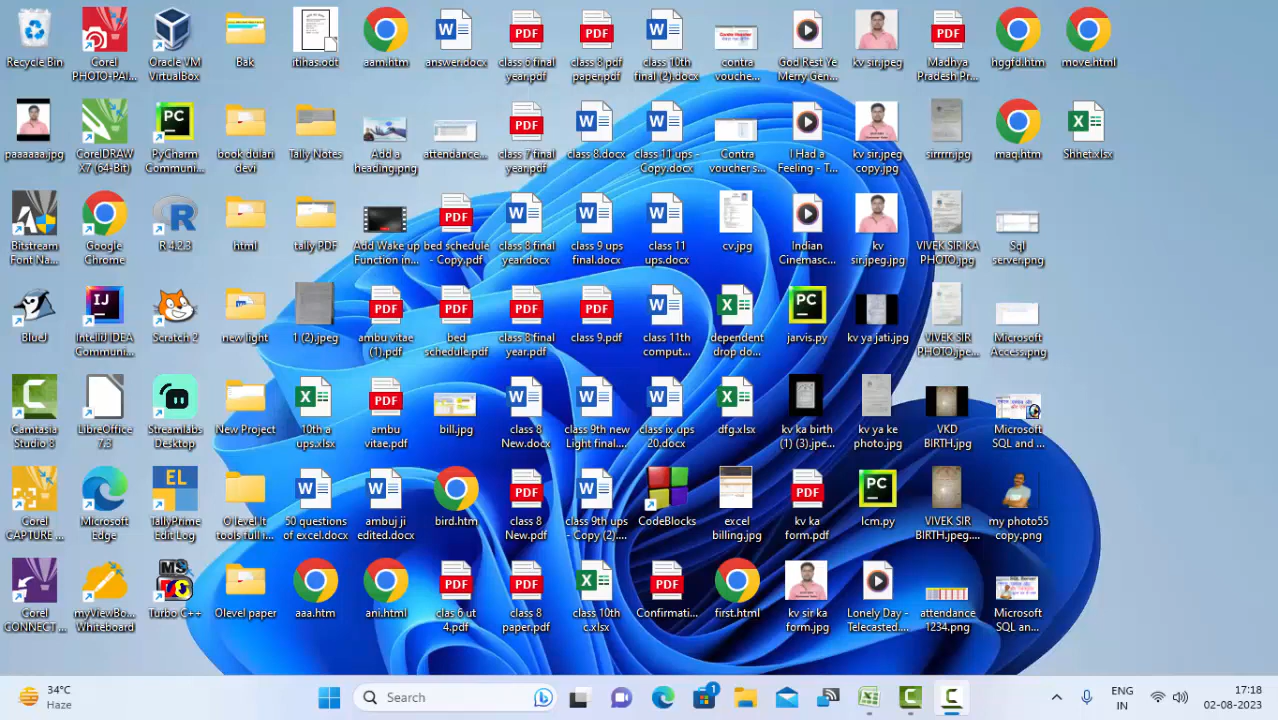 Recycle Bin
Corel PHOTO-PAI...
Oracle VM VirtualBox
Bak
itihas.out
aam.htm
answer.docx
class 6 final year.pdf
class 8 pdf paper.pdf
class 10th final (2).docx
contra vouche...
God Rest Ye Merry Gen...
kv sir.jpeg
Madhya Pradesh Pr...
hggfd.htm
move.html
paaaaaa.jpg
CorelDRAW X7 (64-Bit)
PyCharm Communi...
book dulari devi
Tally Notes
Add a heading.png
attendance...
class 7 final year.pdf
class 8.docx
class 11 ups - Copy.docx
Contra voucher s...
I Had a Feeling - T...
kv sir.jpeg copy.jpg
sirrrrr.jpg
maq.htm
Shhet.xlsx
Bitstream Font Na...
Google Chrome
R 4.2.3
html
tally PDF
Add Wake up Function in...
bed schedule - Copy.pdf
class 8 final year.docx
class 9 ups final.docx
class 11 ups.docx
cv.jpg
Indian Cinemasc...
kv sir.jpeg.jpg
VIVEK SIR KA PHOTO.jpg
Sql server.png
BlueJ
IntelliJ IDEA Communi...
Scratch 2
new light
1 (2).jpeg
ambu vitae (1).pdf
bed schedule.pdf
class 8 final year.pdf
class 9.pdf
class 11th comput...
dependent drop do...
jarvis.py
kv ya jati.jpg
VIVEK SIR PHOTO.jpe...
Microsoft Access.png
Camtasia Studio 8
LibreOffice 7.3
Streamlabs Desktop
New Project
10th a ups.xlsx
ambu vitae.pdf
bill.jpg
class 8 New.docx
class 9th new Light final....
class ix ups 20.docx
dfg.xlsx
kv ka birth (1) (3).jpe...
kv ya ke photo.jpg
VKD BIRTH.jpg
Microsoft SQL and ...
Corel CAPTURE ...
Microsoft Edge
TallyPrime Edit Log
O level It tools full r...
50 questions of excel.docx
ambuj ji edited.docx
bird.htm
class 8 New.pdf
class 9th ups - Copy (2)....
CodeBlocks
excel billing.jpg
kv ka form.pdf
lcm.py
VIVEK SIR BIRTH.jpeg....
my photo55 copy.png
Corel CONNECT ...
myViewBo... Whiteboard
Turbo C++
Olevel paper
aaa.htm
ani.html
clas 6 ut 4.pdf
class 8 paper.pdf
class 10th c.xlsx
Confirmati...
first.html
kv sir ka form.jpg
Lonely Day - Telecasted....
attendance 1234.png
Microsoft SQL an...
34°C
Haze
Search
ENG
IN
17:18
02-08-2023